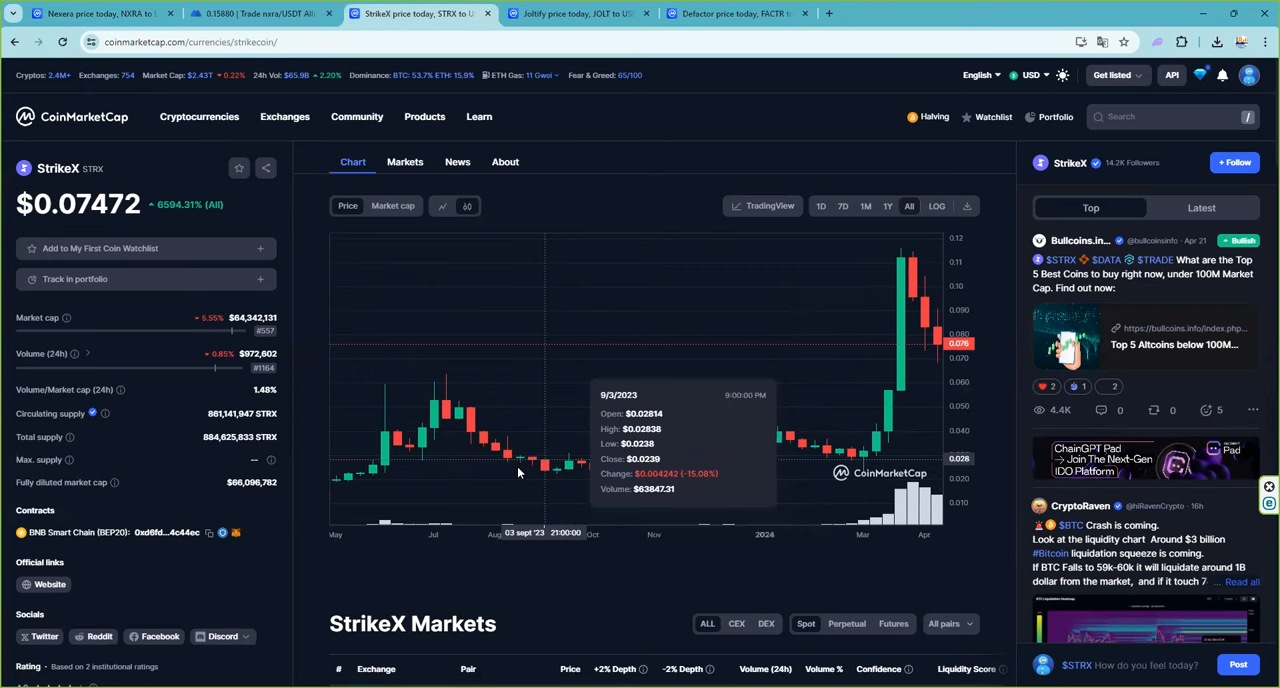 Nexera price today, NXRA to U
0.15880 | Trade nxra/USDT Alli
StrikeX price today, STRX to US
Joltify price today, JOLT to US
Defactor price today, FACTR to
coinmarketcap.com/currencies/strikecoin/
Cryptos: 2.4M+ Exchanges: 754 Market Cap: $2.43T 0.22% 24h Vol: $65.9B 2.20% Dominance: BTC: 53.7% ETH: 15.9% ETH Gas: 11 Gwei Fear & Greed: 65/100
English USD Get listed API
CoinMarketCap Cryptocurrencies Exchanges Community Products Learn
Halving Watchlist Portfolio Search /
StrikeX STRX
$0.07472 6594.31% (All)
Add to My First Coin Watchlist +
Track in portfolio +
Market cap 5.55% $64,342,131
#557
Volume (24h) 0.85% $972,602
#1164
Volume/Market cap (24h) 1.48%
Circulating supply 861,141,947 STRX
Total supply 884,625,833 STRX
Max. supply --
Fully diluted market cap $66,096,782
Contracts
BNB Smart Chain (BEP20): 0xd6fd...4c44ec
Official links
Website
Socials
Twitter Reddit Facebook Discord
Rating · Based on 2 institutional ratings
Chart Markets News About
Price Market cap TradingView 1D 7D 1M 1Y All LOG
0.12
0.11
0.10
0.090
0.080
0.076
0.070
0.060
0.050
0.040
0.028
0.020
0.010
9/3/2023 9:00:00 PM
Open: $0.02814
High: $0.02838
Low: $0.0238
Close: $0.0239
Change: $0.004242 (-15.08%)
Volume: $63847.31
CoinMarketCap
May Jul Aug 03 sept '23 21:00:00 Oct Nov 2024 Mar Apr
StrikeX Markets
ALL CEX DEX Spot Perpetual Futures All pairs
# Exchange Pair Price +2% Depth -2% Depth Volume (24h) Volume % Confidence Liquidity Score
StrikeX 14.2K Followers + Follow
Top Latest
Bullcoins.in... @bullcoinsinfo · Apr 21 Bullish
$STRX $DATA $TRADE What are the Top
5 Best Coins to buy right now, under 100M Market
Cap. Find out now:
https://bullcoins.info/index.php...
Top 5 Altcoins below 100M...
2 1 2
4.4K 0 0 5 ...
ChainGPT Pad
→ Join The Next-Gen
IDO Platform
Pad
CryptoRaven @hiRavenCrypto · 16h
$BTC Crash is coming.
Look at the liquidity chart Around $3 billion
#Bitcoin liquidation squeeze is coming.
If BTC Falls to 59k-60k it will liquidate around 1B
dollar from the market, and if it touch 7 ... Read all
$STRX How do you feel today? Post